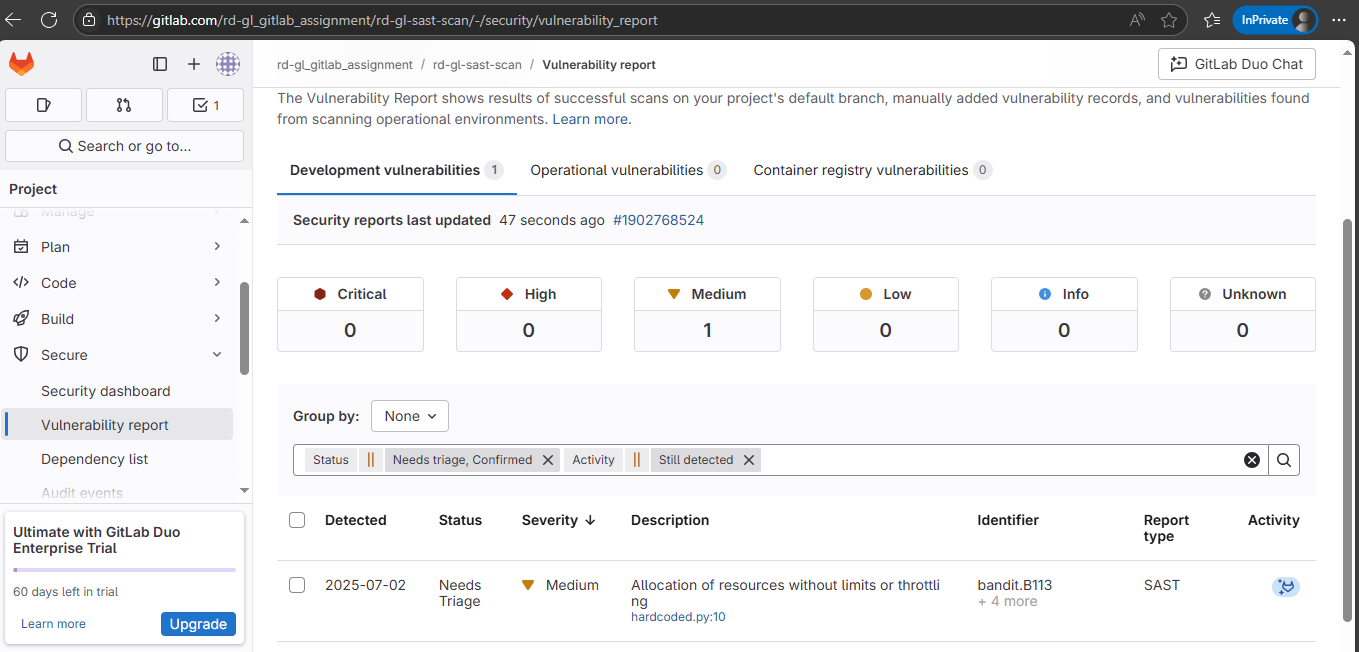 https://gitlab.com/rd-gl_gitlab_assignment/rd-gl-sast-scan/-/security/vulnerability_report
InPrivate
rd-gl_gitlab_assignment / rd-gl-sast-scan / Vulnerability report
GitLab Duo Chat
1
Search or go to...
Project
Manage
Plan
Code
Build
Secure
Security dashboard
Vulnerability report
Dependency list
Audit events
Ultimate with GitLab Duo
Enterprise Trial
60 days left in trial
Learn more
Upgrade
The Vulnerability Report shows results of successful scans on your project's default branch, manually added vulnerability records, and vulnerabilities found
from scanning operational environments. Learn more.
Development vulnerabilities 1 Operational vulnerabilities 0 Container registry vulnerabilities 0
Security reports last updated 47 seconds ago #1902768524
Critical High Medium Low Info Unknown
0 0 1 0 0 0
Group by: None
Status || Needs triage, Confirmed Activity || Still detected
Detected Status Severity Description Identifier Report Activity
type
2025-07-02 Needs Medium Allocation of resources without limits or throttli bandit.B113 SAST
Triage ng + 4 more
hardcoded.py:10